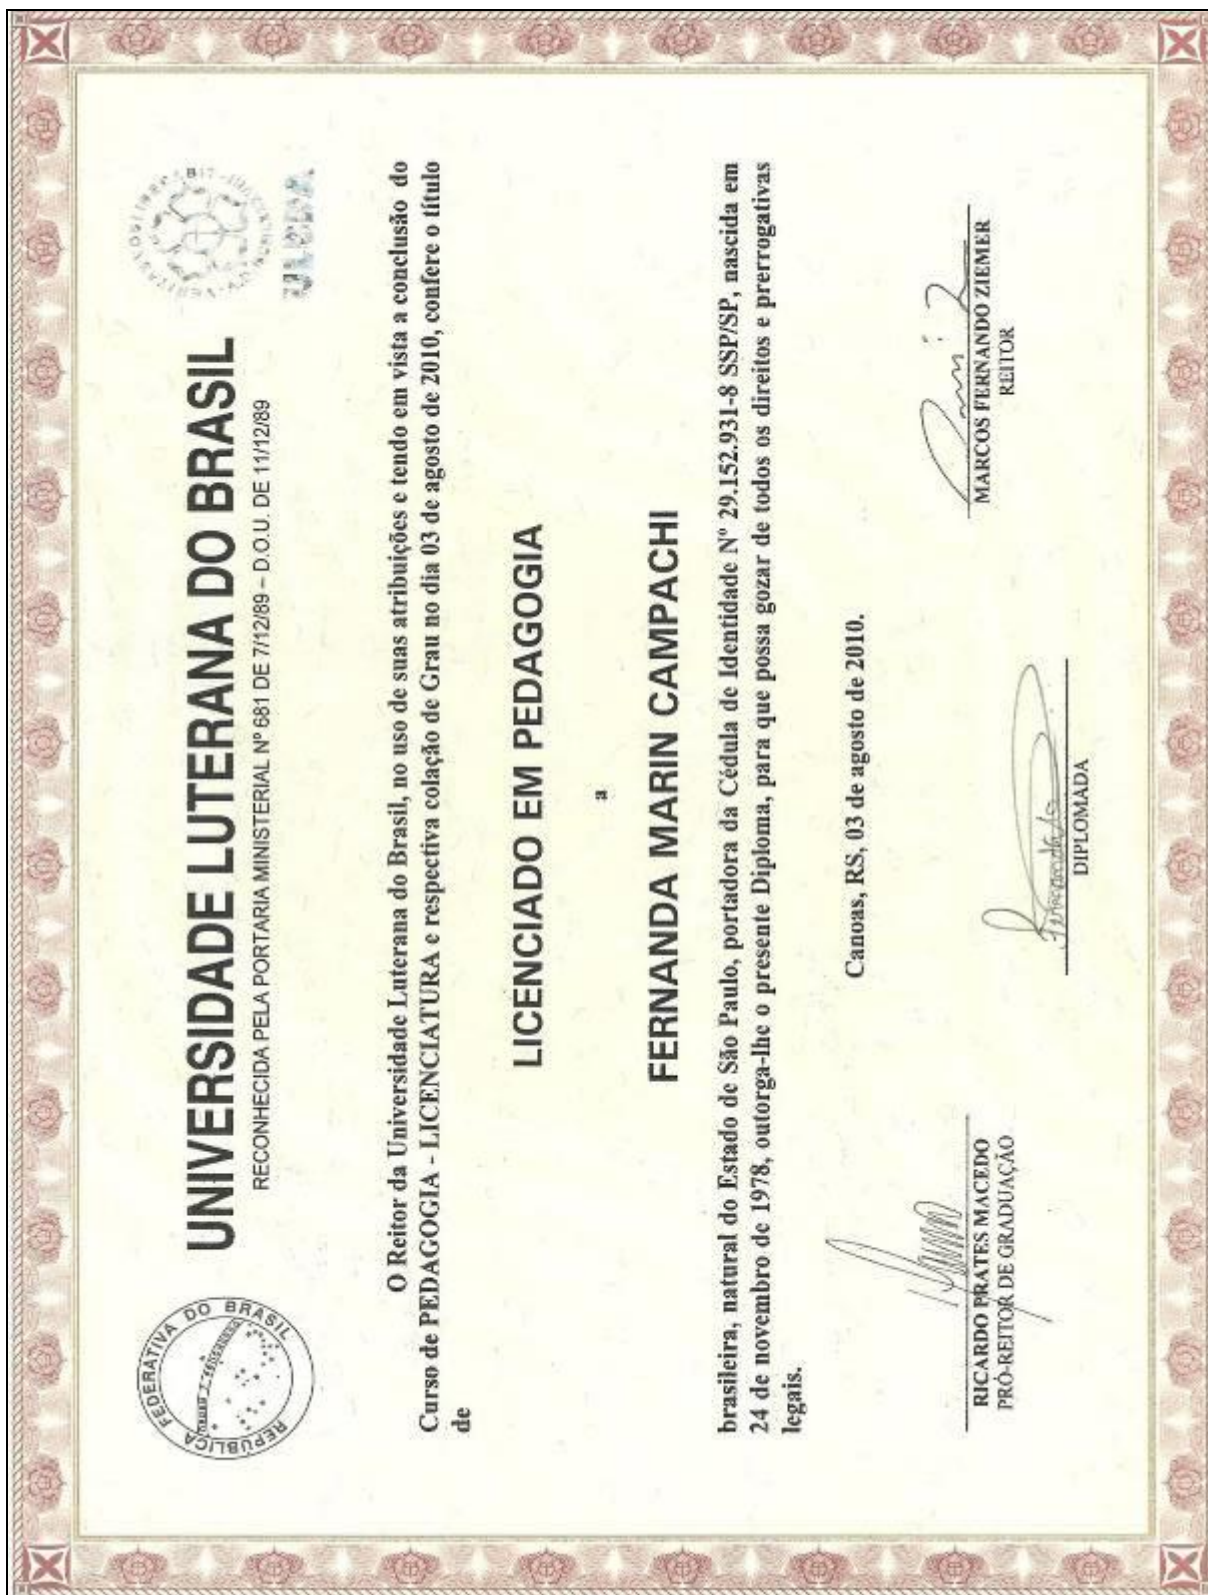 REPÚBLICA FEDERATIVA DO BRASIL
UNIVERSIDADE LUTERANA DO BRASIL
RECONHECIDA PELA PORTARIA MINISTERIAL Nº 681 DE 7/12/89 – D.O.U. DE 11/12/89
ULBRA
O Reitor da Universidade Luterana do Brasil, no uso de suas atribuições e tendo em vista a conclusão do
Curso de PEDAGOGIA - LICENCIATURA e respectiva colação de Grau no dia 03 de agosto de 2010, confere o título
de
LICENCIADO EM PEDAGOGIA
a
FERNANDA MARIN CAMPACHI
brasileira, natural do Estado de São Paulo, portadora da Cédula de Identidade Nº 29.152.931-8 SSP/SP, nascida em
24 de novembro de 1978, outorga-lhe o presente Diploma, para que possa gozar de todos os direitos e prerrogativas
legais.
Canoas, RS, 03 de agosto de 2010.
RICARDO PRATES MACEDO
PRÓ-REITOR DE GRADUAÇÃO
DIPLOMADA
MARCOS FERNANDO ZIEMER
REITOR